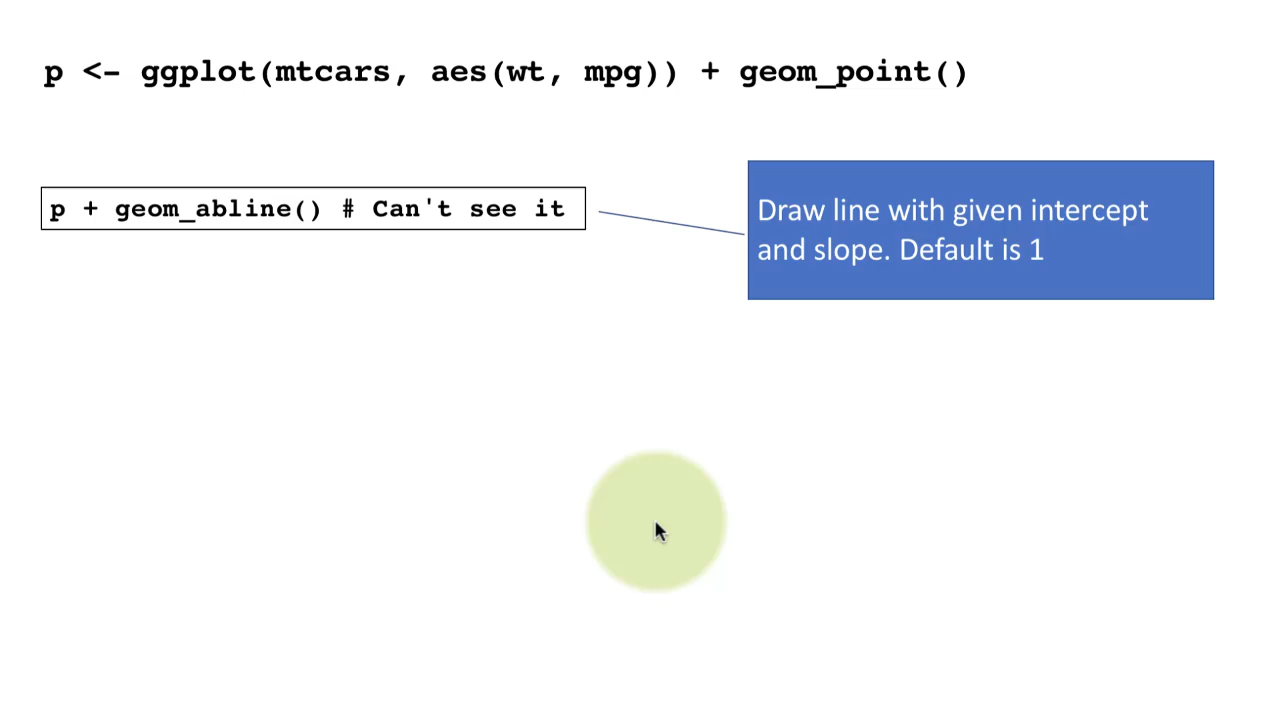 p <- ggplot(mtcars, aes(wt, mpg)) + geom_point()
p + geom_abline() # Can't see it
Draw line with given intercept
and slope. Default is 1